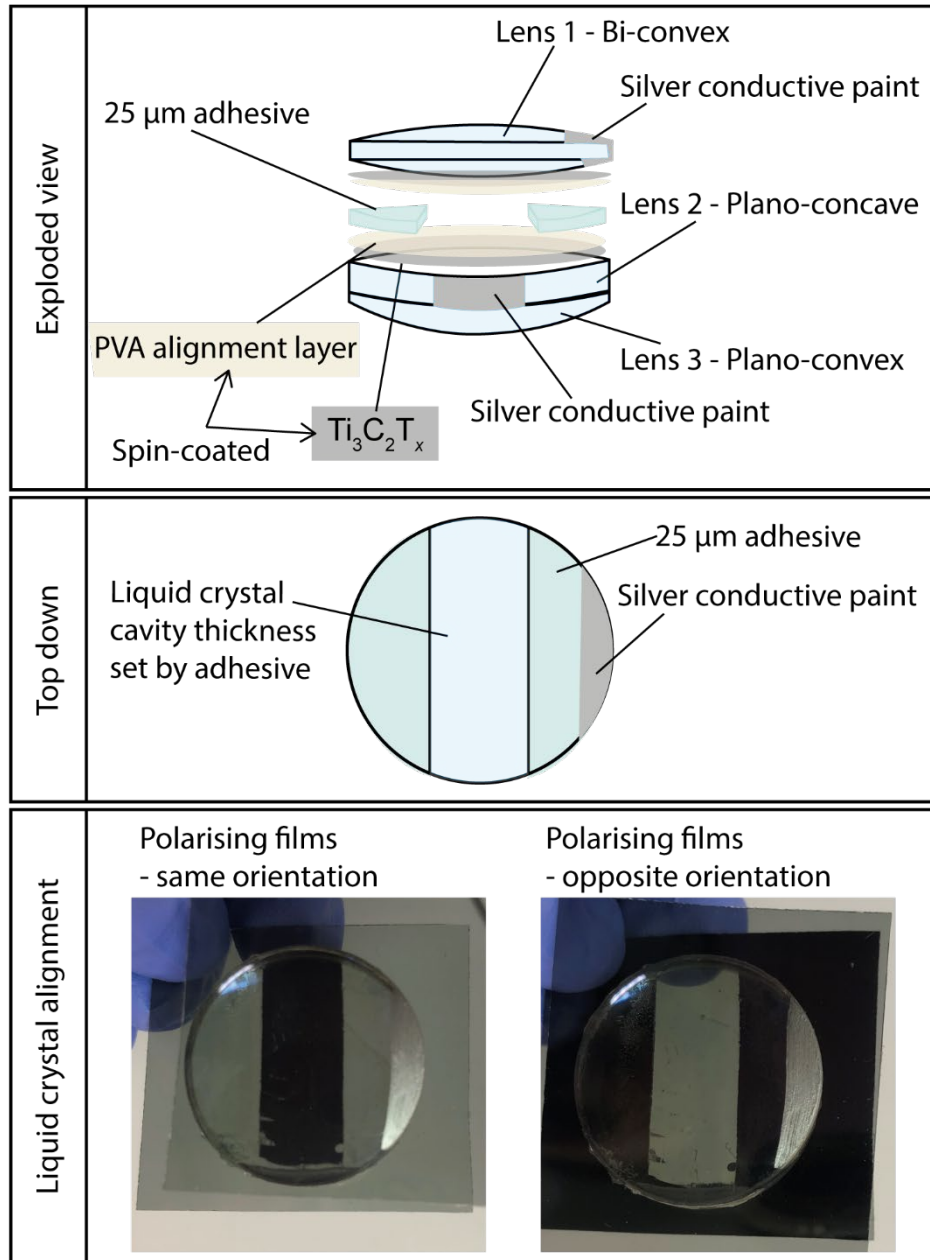 Exploded view
Lens 1 - Bi-convex
Silver conductive paint
25 μm adhesive
Lens 2 - Plano-concave
PVA alignment layer
Lens 3 - Plano-convex
Silver conductive paint
Spin-coated
Ti₃C₂Tₓ
Top down
25 μm adhesive
Liquid crystal
cavity thickness
set by adhesive
Silver conductive paint
Liquid crystal alignment
Polarising films
- same orientation
Polarising films
- opposite orientation